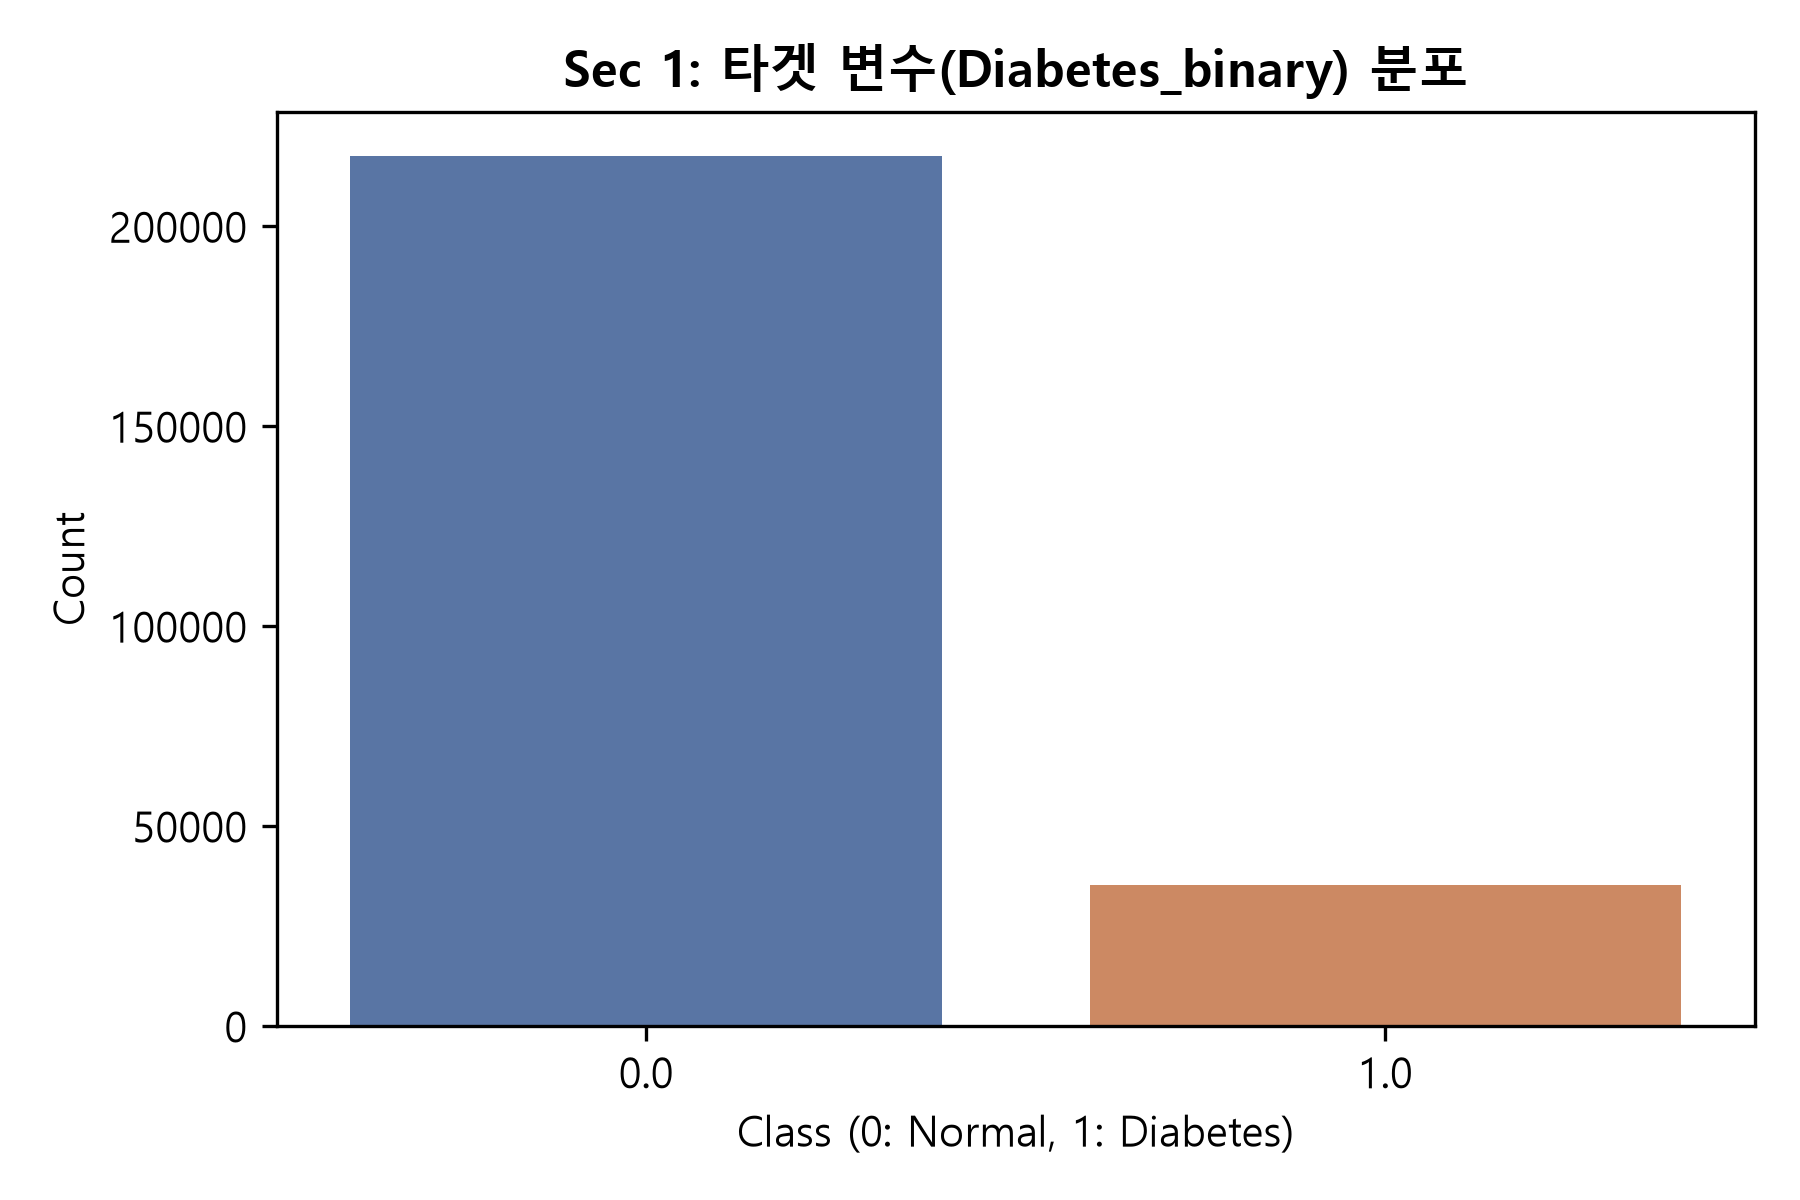 Sec 1: 타겟 변수(Diabetes_binary) 분포
200000
150000
100000
50000
0
Count
0.0
1.0
Class (0: Normal, 1: Diabetes)